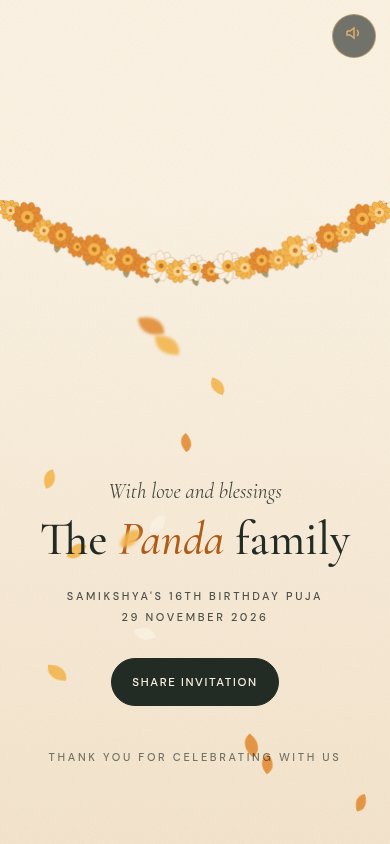 With love and blessings
The Panda family
SAMIKSHYA'S 16TH BIRTHDAY PUJA
29 NOVEMBER 2026
SHARE INVITATION
THANK YOU FOR CELEBRATING WITH US